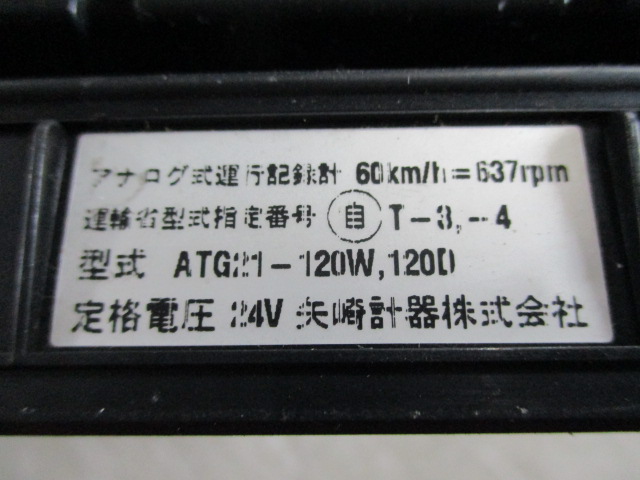 アナログ式運行記録計 60km/h=637rpm
運輸省型式指定番号 自 T-3,-4
型式 ATG21-120W,120D
定格電圧 24V 矢崎計器株式会社